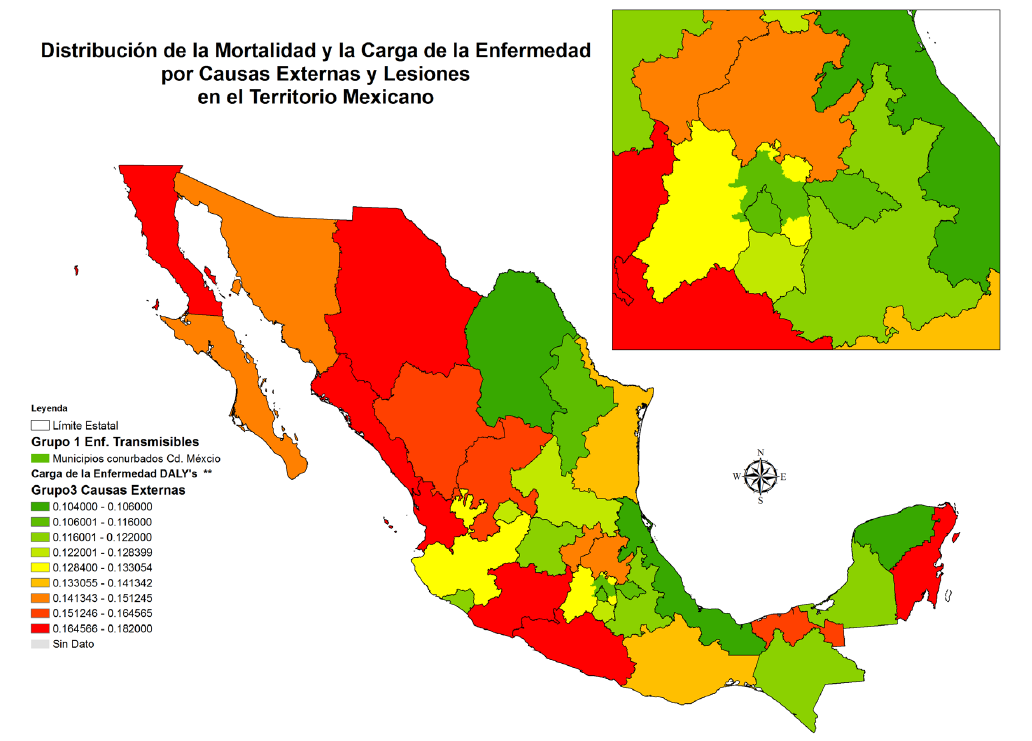 Distribución de la Mortalidad y la Carga de la Enfermedad
por Causas Externas y Lesiones
en el Territorio Mexicano
Leyenda
Límite Estatal
Grupo 1 Enf. Transmisibles
Municipios conurbados Cd. Méxcio
Carga de la Enfermedad DALY's **
Grupo3 Causas Externas
0.104000 - 0.106000
0.106001 - 0.116000
0.116001 - 0.122000
0.122001 - 0.128399
0.128400 - 0.133054
0.133055 - 0.141342
0.141343 - 0.151245
0.151246 - 0.164565
0.164566 - 0.182000
Sin Dato
N
W E
S